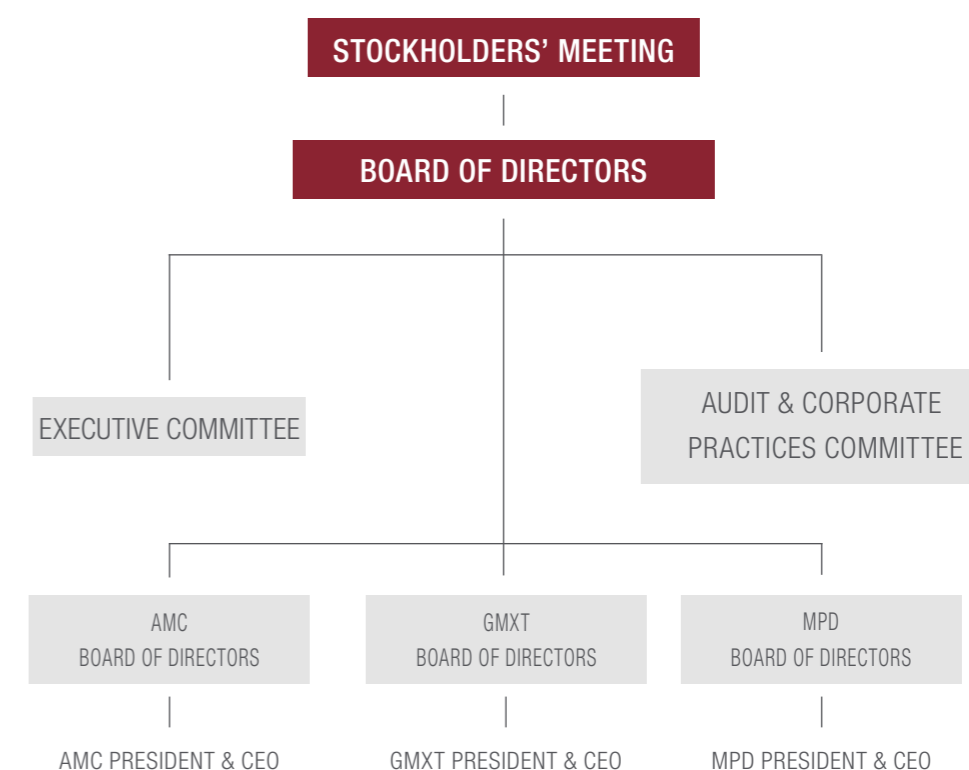 STOCKHOLDERS’ MEETING
BOARD OF DIRECTORS
EXECUTIVE COMMITTEE
AUDIT & CORPORATE
PRACTICES COMMITTEE
AMC
BOARD OF DIRECTORS
GMXT
BOARD OF DIRECTORS
MPD
BOARD OF DIRECTORS
AMC PRESIDENT & CEO
GMXT PRESIDENT & CEO
MPD PRESIDENT & CEO